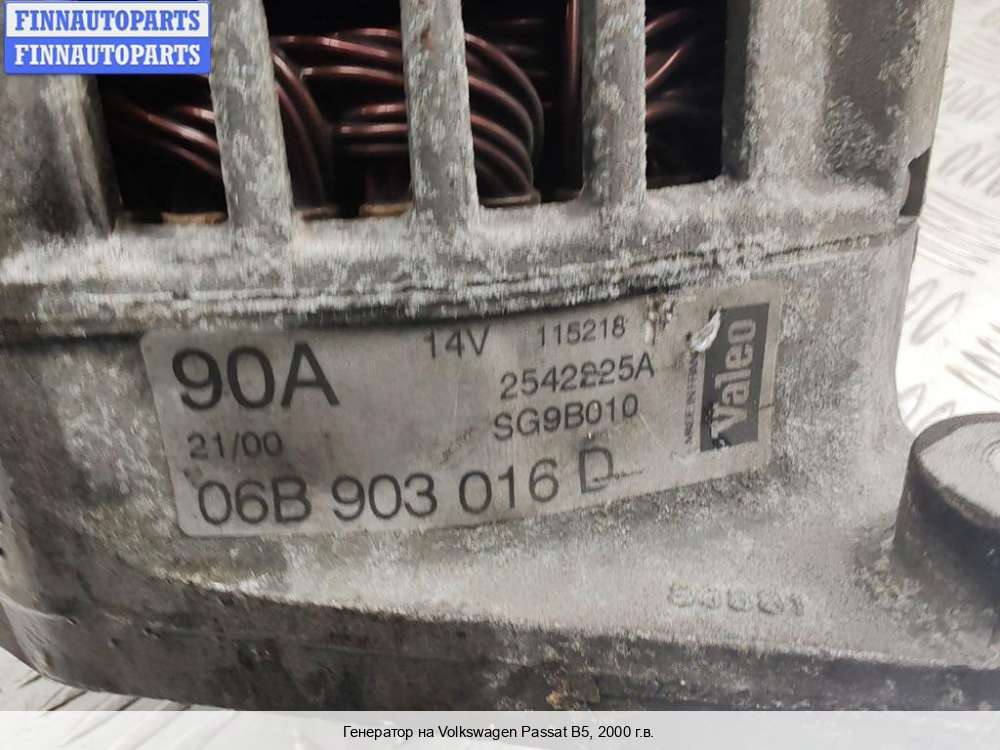 FINNAUTOPARTS
FINNAUTOPARTS
90A 14V 115218
2542225A
21/00 SG9B010
06B 903 016 D
MADE IN FRANCE
Valeo
Генератор на Volkswagen Passat B5, 2000 г.в.